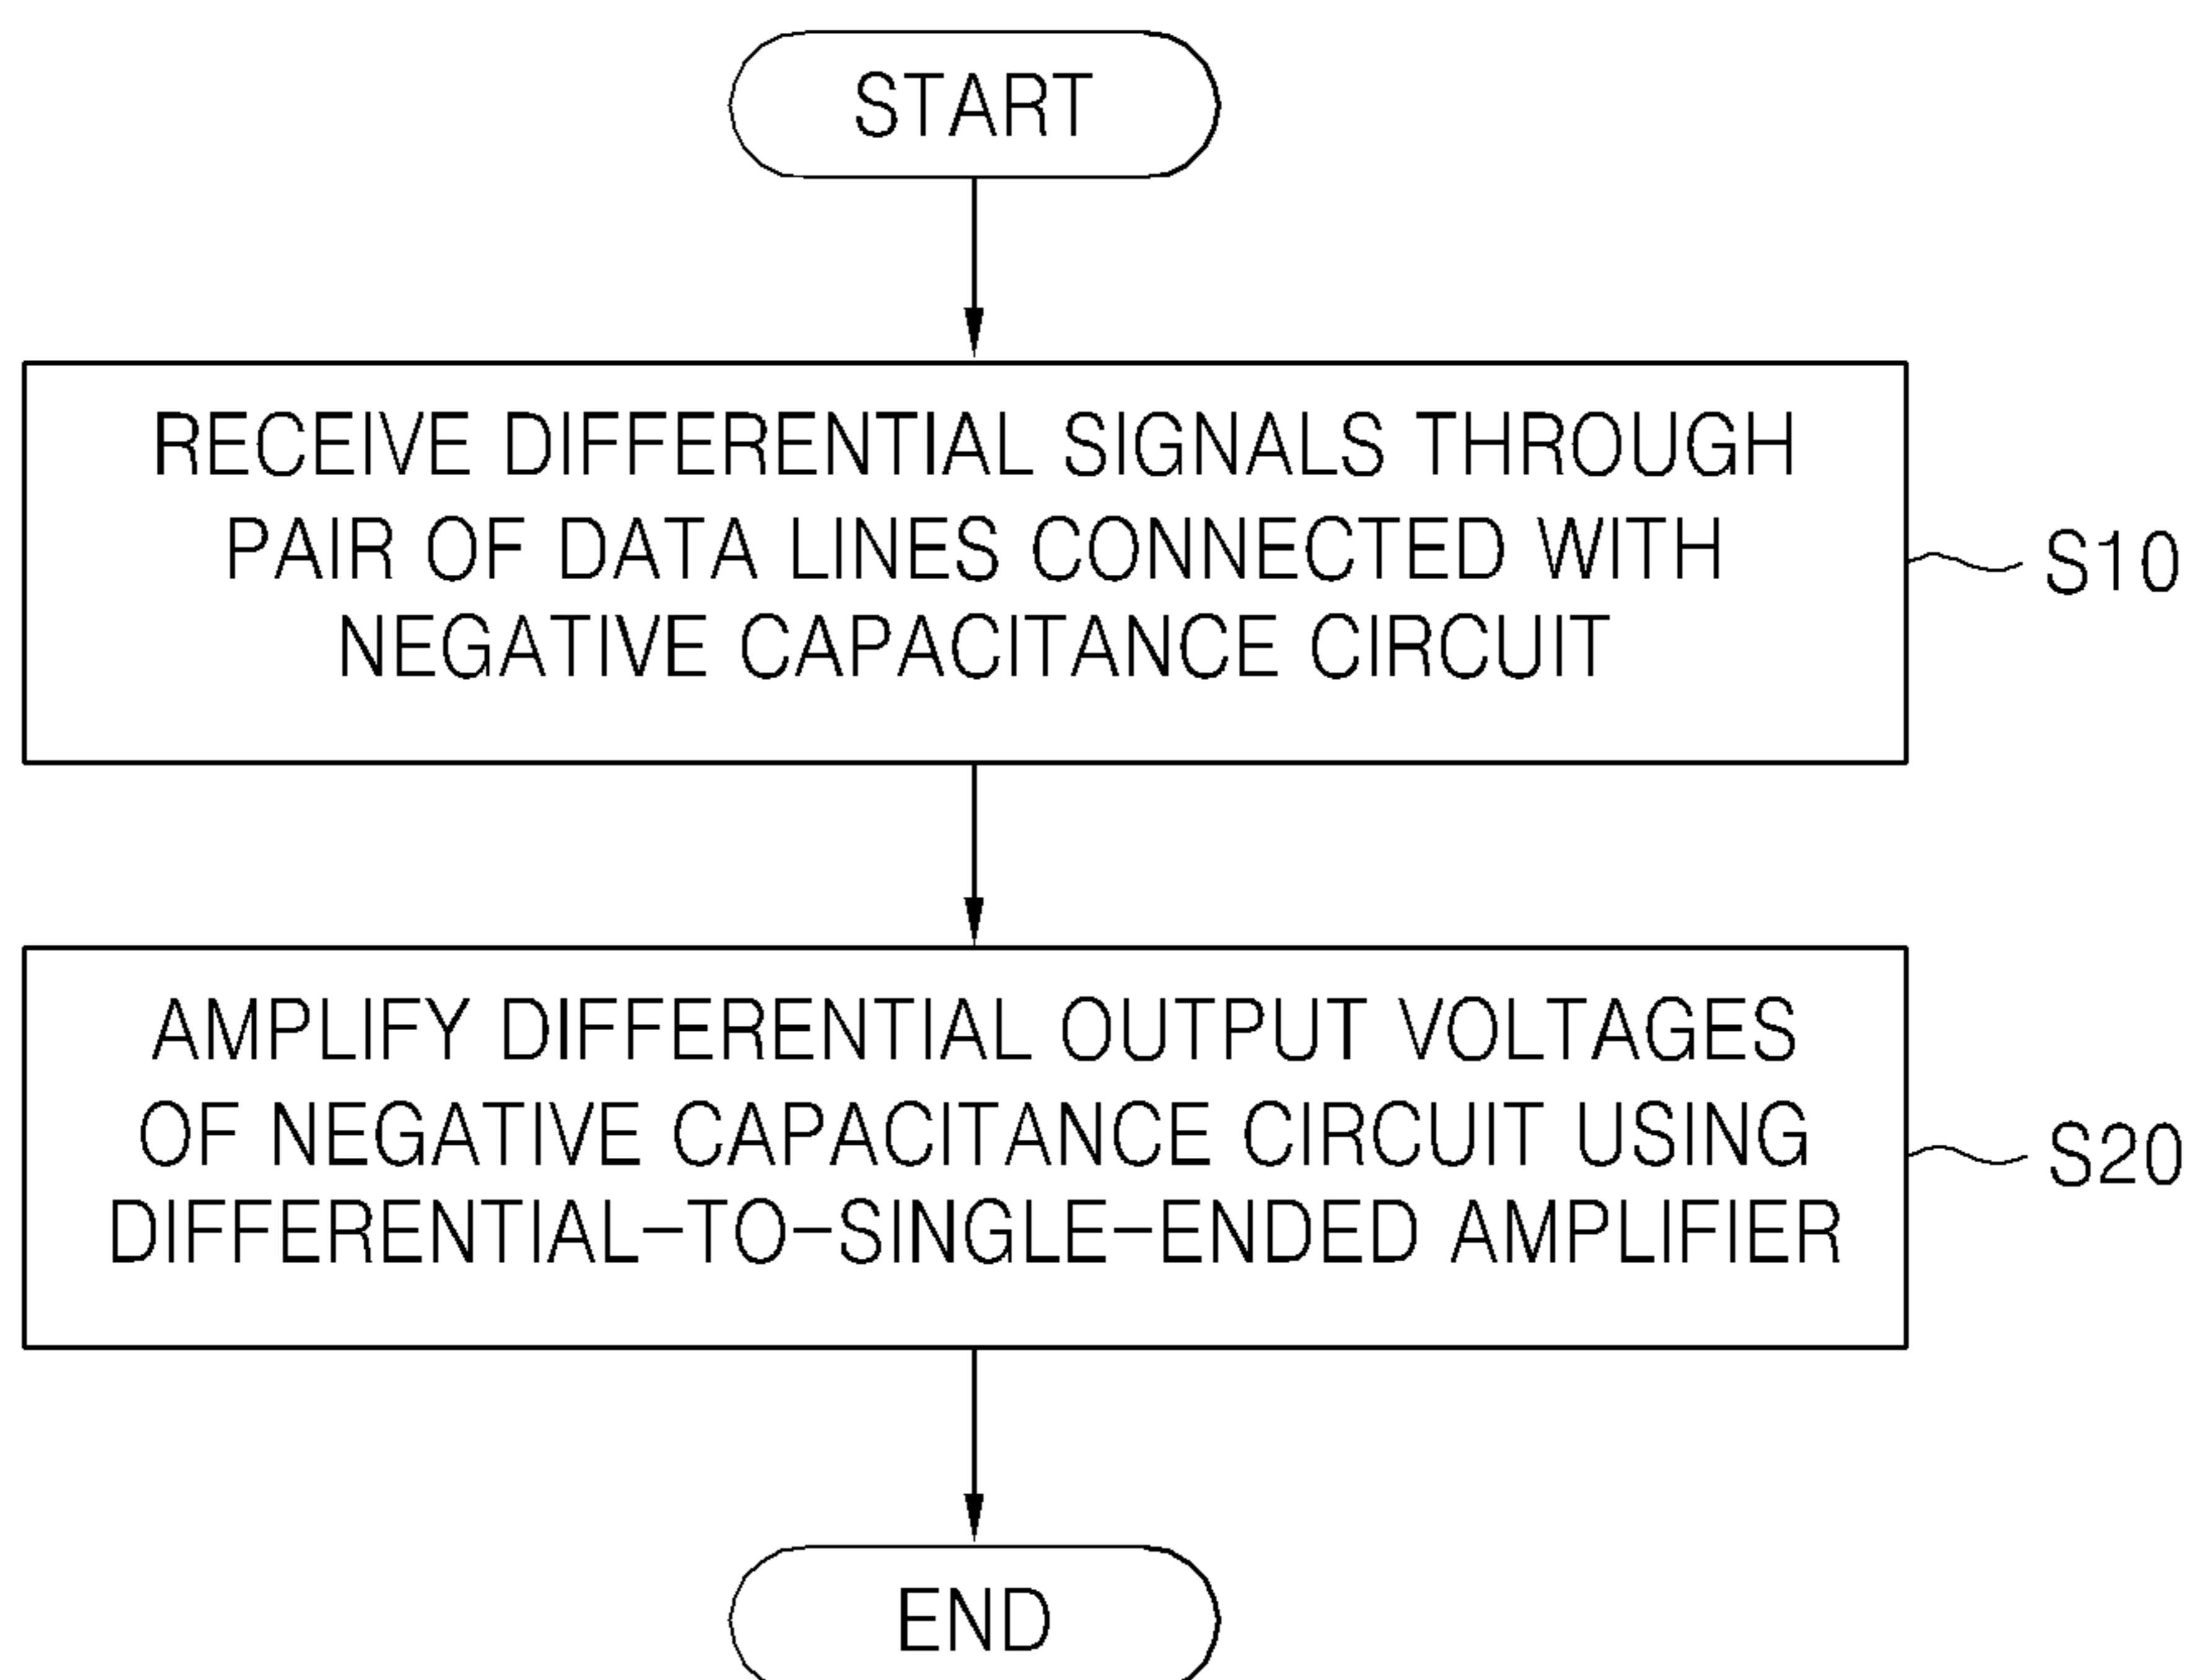 START
RECEIVE DIFFERENTIAL SIGNALS THROUGH
PAIR OF DATA LINES CONNECTED WITH
NEGATIVE CAPACITANCE CIRCUIT
S10
AMPLIFY DIFFERENTIAL OUTPUT VOLTAGES
OF NEGATIVE CAPACITANCE CIRCUIT USING
DIFFERENTIAL-TO-SINGLE-ENDED AMPLIFIER
S20
END